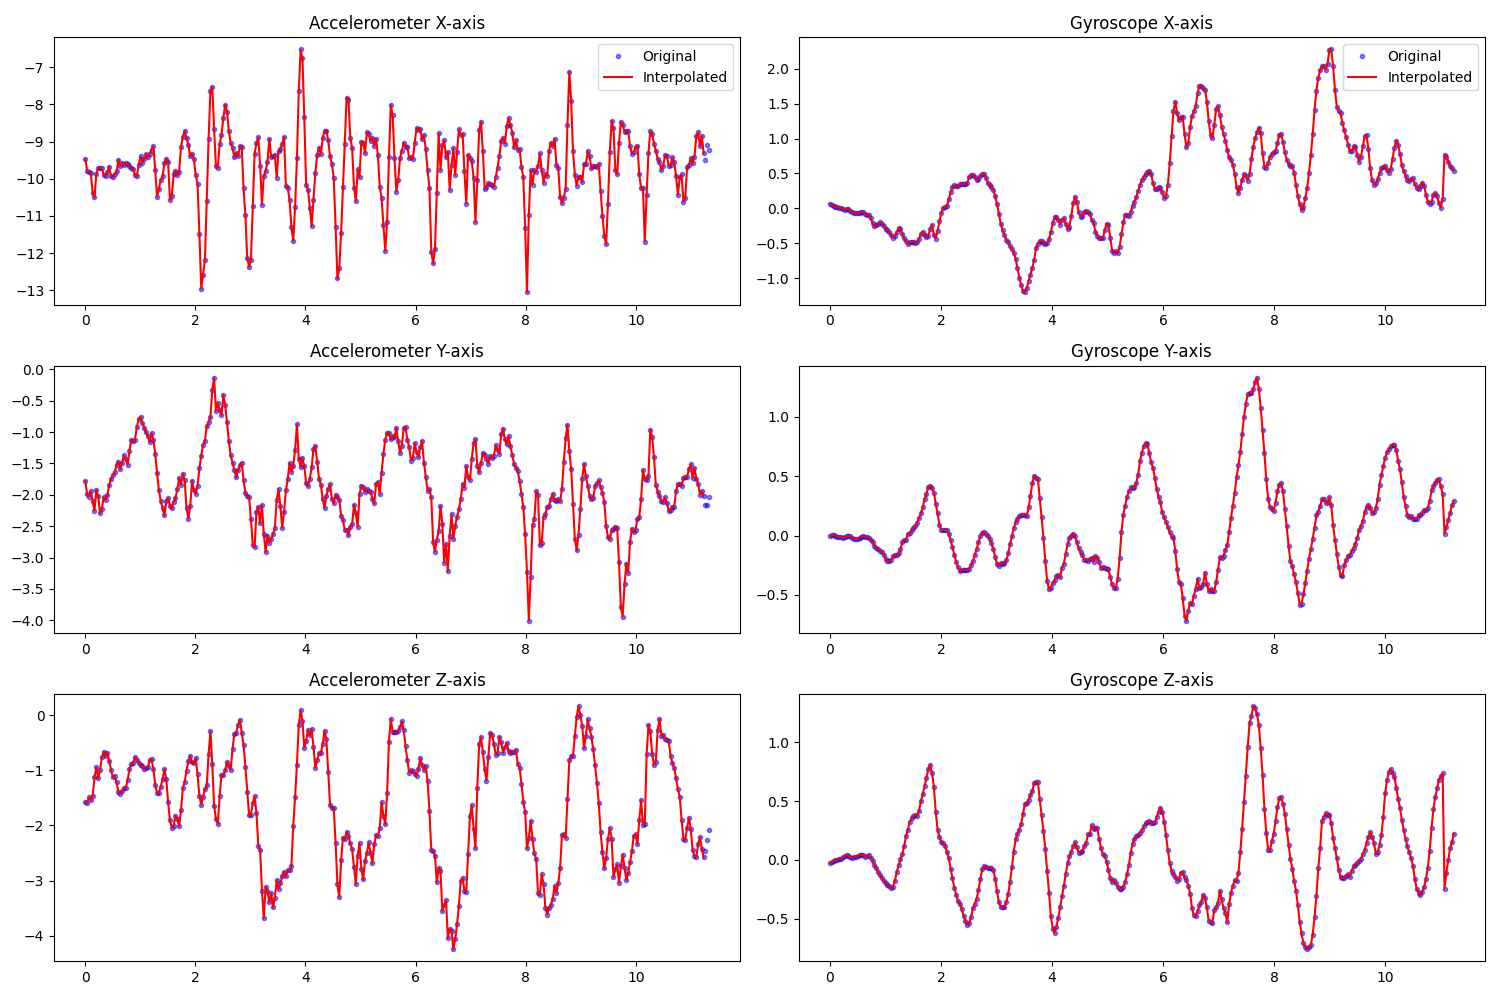 Accelerometer X-axis
−7
−8
−9
−10
−11
−12
−13
0 2 4 6 8 10
Original
Interpolated
Gyroscope X-axis
2.0
1.5
1.0
0.5
0.0
−0.5
−1.0
0 2 4 6 8 10
Original
Interpolated
Accelerometer Y-axis
0.0
−0.5
−1.0
−1.5
−2.0
−2.5
−3.0
−3.5
−4.0
0 2 4 6 8 10
Gyroscope Y-axis
1.0
0.5
0.0
−0.5
0 2 4 6 8 10
Accelerometer Z-axis
0
−1
−2
−3
−4
0 2 4 6 8 10
Gyroscope Z-axis
1.0
0.5
0.0
−0.5
0 2 4 6 8 10